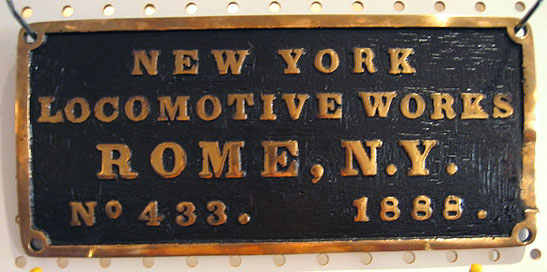 NEW YORK
LOCOMOTIVE WORKS
ROME, N.Y.
No 433. 1888.